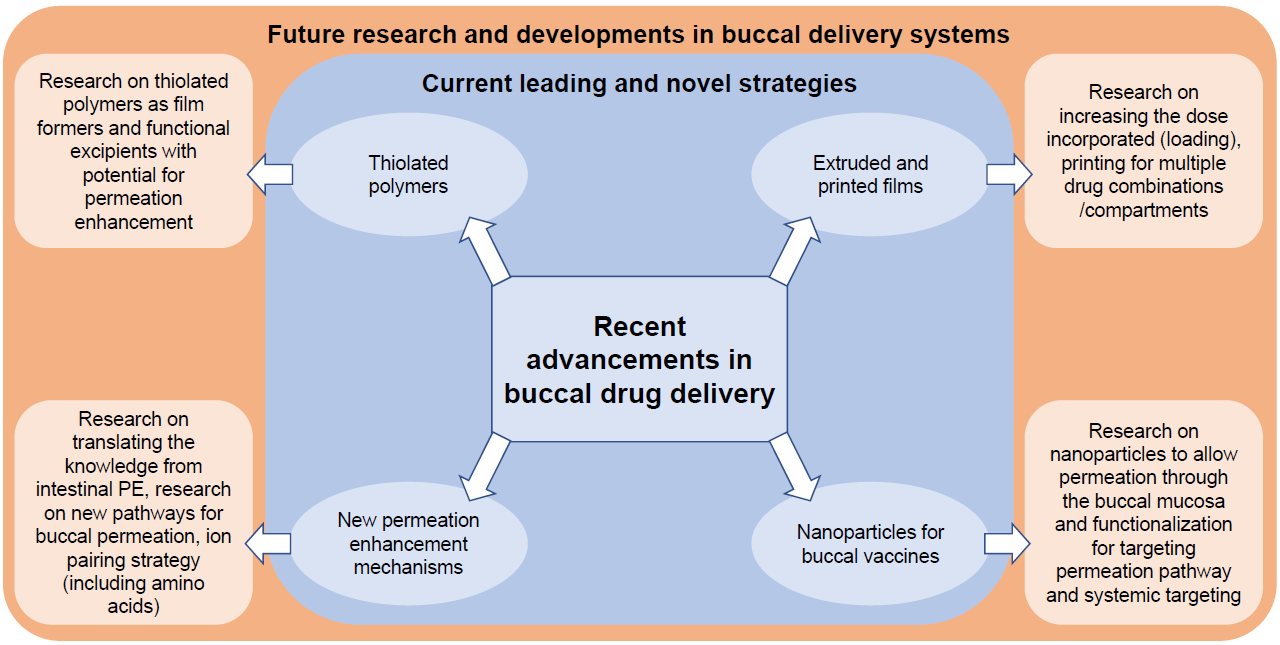 Future research and developments in buccal delivery systems
Current leading and novel strategies
Research on thiolated
polymers as film
formers and functional
excipients with
potential for
permeation
enhancement
Thiolated
polymers
Extruded and
printed films
Research on
increasing the dose
incorporated (loading),
printing for multiple
drug combinations
/compartments
Recent
advancements in
buccal drug delivery
Research on
translating the
knowledge from
intestinal PE, research
on new pathways for
buccal permeation, ion
pairing strategy
(including amino
acids)
New permeation
enhancement
mechanisms
Nanoparticles for
buccal vaccines
Research on
nanoparticles to allow
permeation through
the buccal mucosa
and functionalization
for targeting
permeation pathway
and systemic targeting